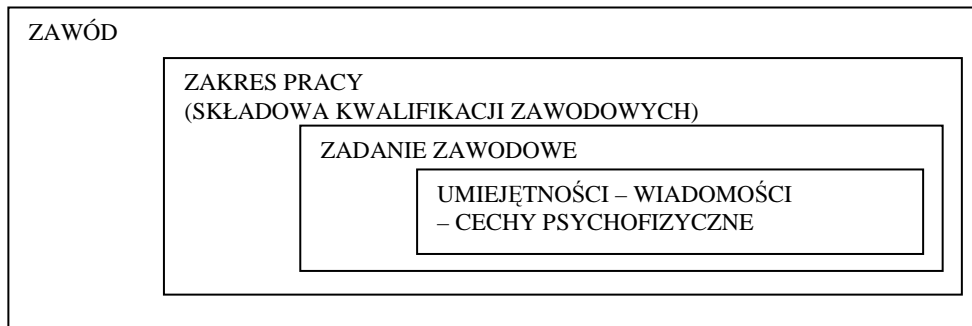 ZAWÓD
ZAKRES PRACY
(SKŁADOWA KWALIFIKACJI ZAWODOWYCH)
ZADANIE ZAWODOWE
UMIEJĘTNOŚCI – WIADOMOŚCI
– CECHY PSYCHOFIZYCZNE